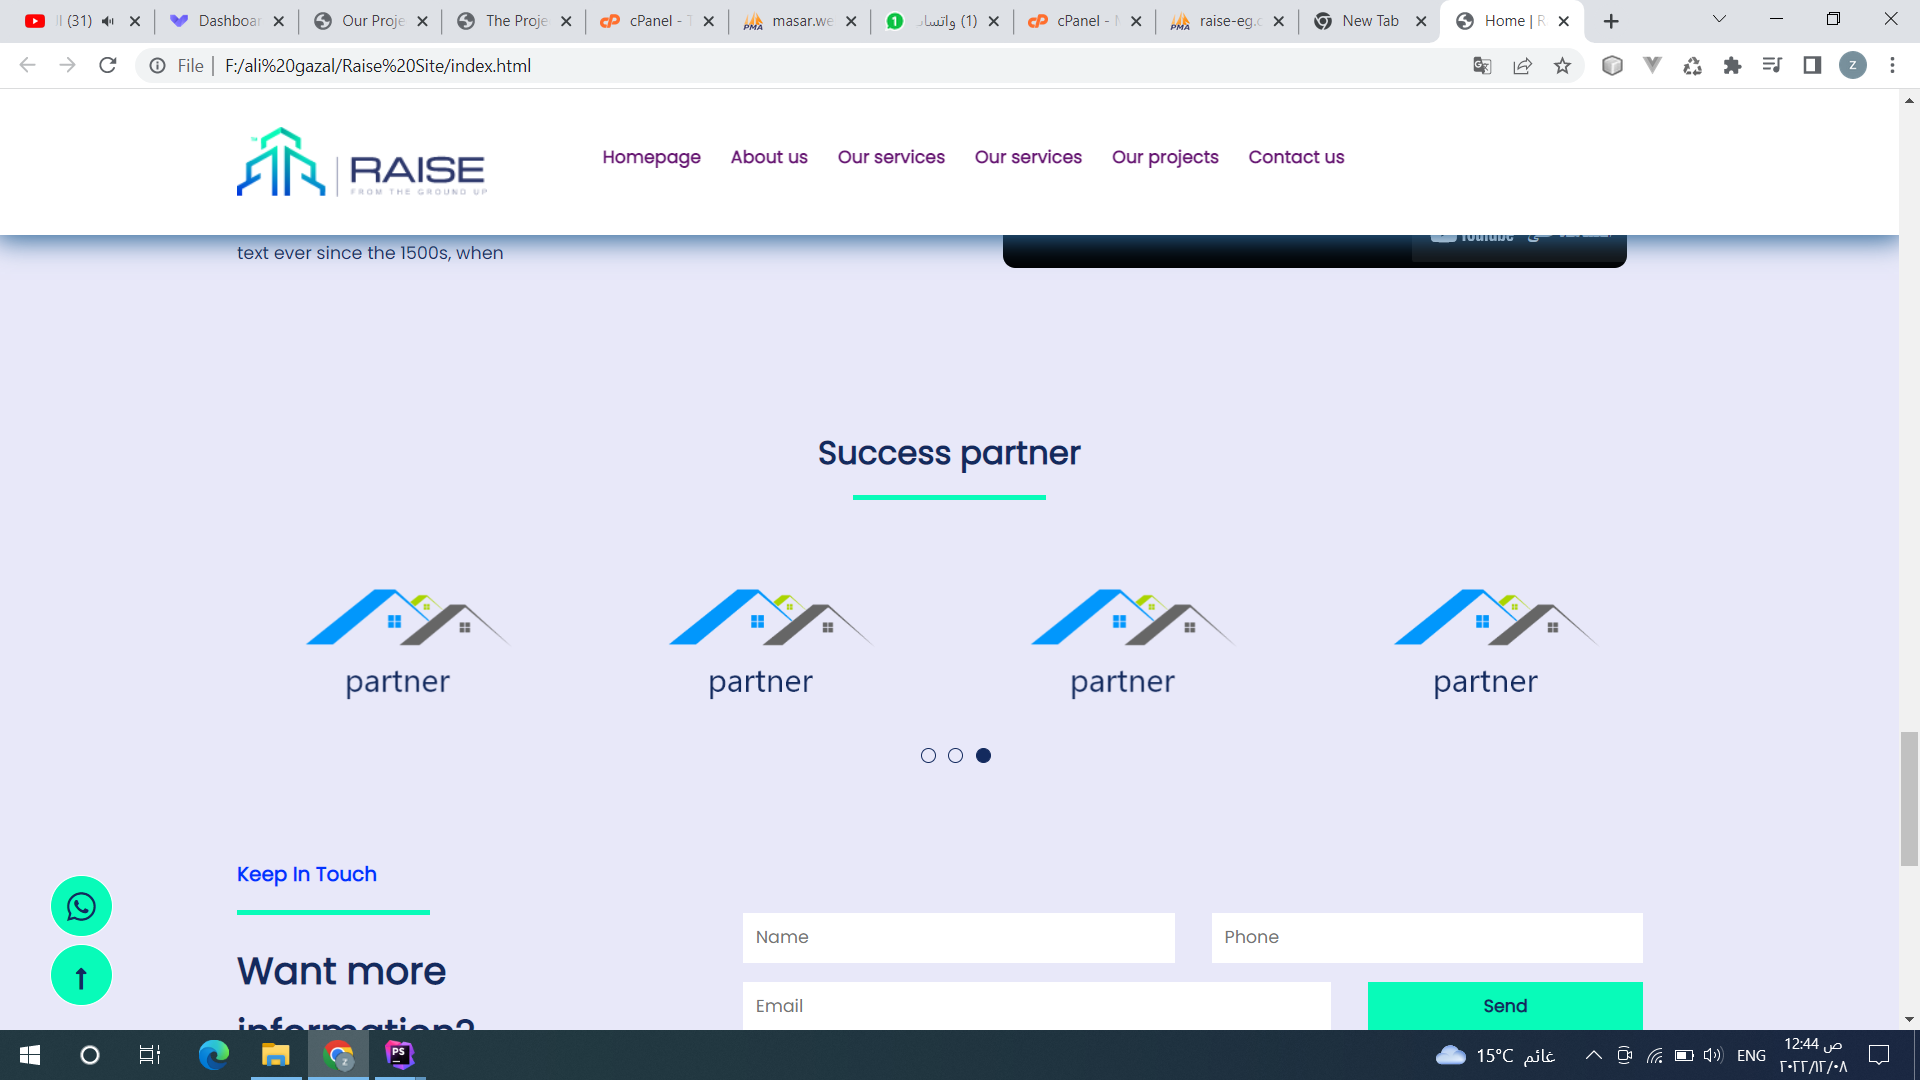 ll (31)
Dashboar
Our Proje
The Proje
cPanel - T
masar.we
(1) واتساب
cPanel - M
raise-eg.c
New Tab
Home | R
File | F:/ali%20gazal/Raise%20Site/index.html
RAISE
FROM THE GROUND UP
Homepage
About us
Our services
Our services
Our projects
Contact us
text ever since the 1500s, when
YouTube
Success partner
partner
partner
partner
partner
Keep In Touch
Want more
information?
Name
Phone
Email
Send
15°C غائم
ENG
12:44 ص
٢٠٢٢/١٢/٠٨